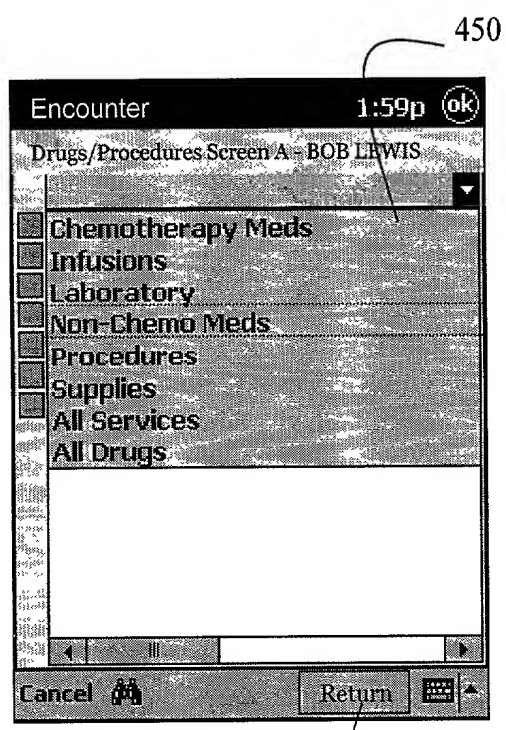 450
Encounter 1:59p ok
Drugs/Procedures Screen A - BOB LEWIS
Chemotherapy Meds
Infusions
Laboratory
Non-Chemo Meds
Procedures
Supplies
All Services
All Drugs
Cancel Return